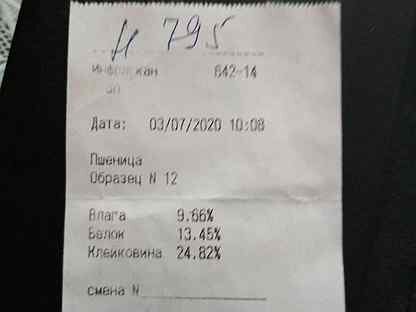 н 795
642-14
Дата: 03/07/2020 10:08
Пшеница
Образец N 12
Влага 9.66%
Белок 13.45%
Клейковина 24.82%
смена N